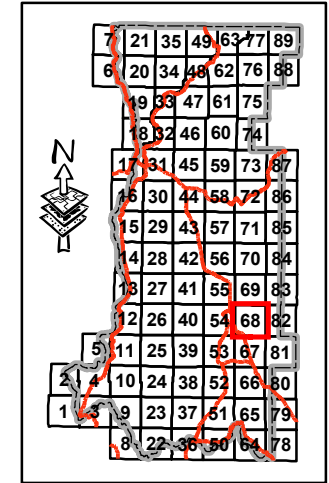 7 21 35 49 63 77 89
6 20 34 48 62 76 88
19 33 47 61 75
18 32 46 60 74
N
17 31 45 59 73 87
16 30 44 58 72 86
15 29 43 57 71 85
14 28 42 56 70 84
13 27 41 55 69 83
12 26 40 54 68 82
5 11 25 39 53 67 81
2 4 10 24 38 52 66 80
1 3 9 23 37 51 65 79
8 22 36 50 64 78